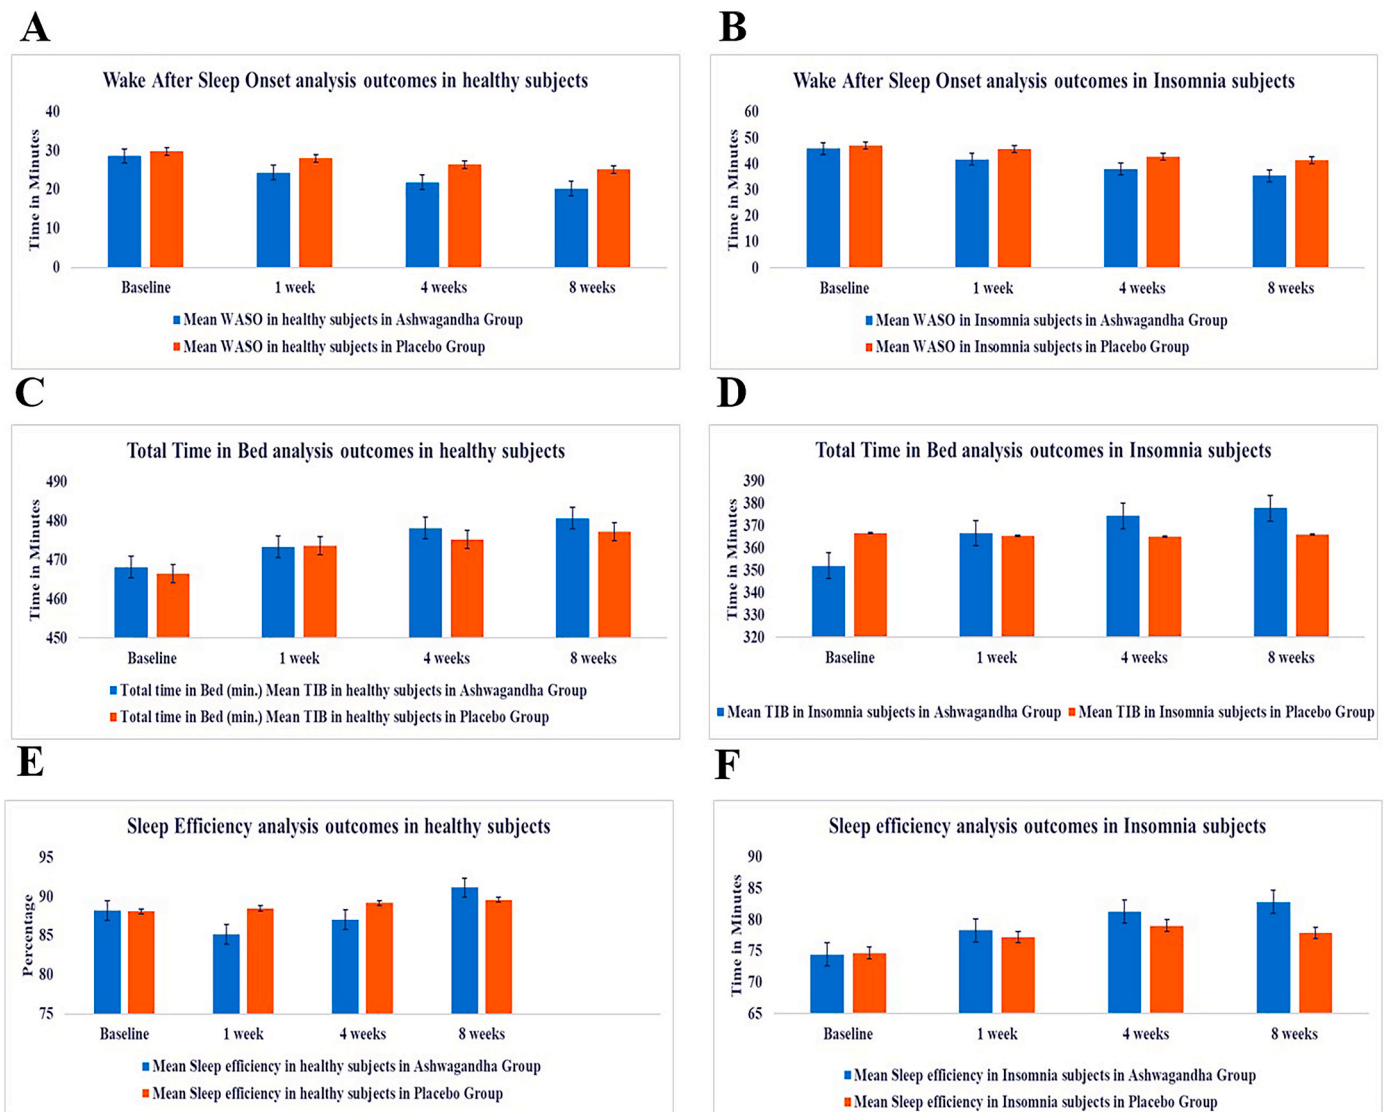 A
Wake After Sleep Onset analysis outcomes in healthy subjects
Time in Minutes
40
30
20
10
0
Baseline 1 week 4 weeks 8 weeks
Mean WASO in healthy subjects in Ashwagandha Group
Mean WASO in healthy subjects in Placebo Group
B
Wake After Sleep Onset analysis outcomes in Insomnia subjects
Time in Minutes
60
50
40
30
20
10
0
Baseline 1 week 4 weeks 8 weeks
Mean WASO in Insomnia subjects in Ashwagandha Group
Mean WASO in Insomnia subjects in Placebo Group
C
Total Time in Bed analysis outcomes in healthy subjects
Time in Minutes
490
480
470
460
450
Baseline 1 week 4 weeks 8 weeks
Total time in Bed (min.) Mean TIB in healthy subjects in Ashwagandha Group
Total time in Bed (min.) Mean TIB in healthy subjects in Placebo Group
D
Total Time in Bed analysis outcomes in Insomnia subjects
Time in Minutes
390
380
370
360
350
340
330
320
Baseline 1 week 4 weeks 8 weeks
Mean TIB in Insomnia subjects in Ashwagandha Group Mean TIB in Insomnia subjects in Placebo Group
E
Sleep Efficiency analysis outcomes in healthy subjects
Percentage
95
90
85
80
75
Baseline 1 week 4 weeks 8 weeks
Mean Sleep efficiency in healthy subjects in Ashwagandha Group
Mean Sleep efficiency in healthy subjects in Placebo Group
F
Sleep efficiency analysis outcomes in Insomnia subjects
Time in Minutes
90
85
80
75
70
65
Baseline 1 week 4 weeks 8 weeks
Mean Sleep efficiency in Insomnia subjects in Ashwagandha Group
Mean Sleep efficiency in Insomnia subjects in Placebo Group